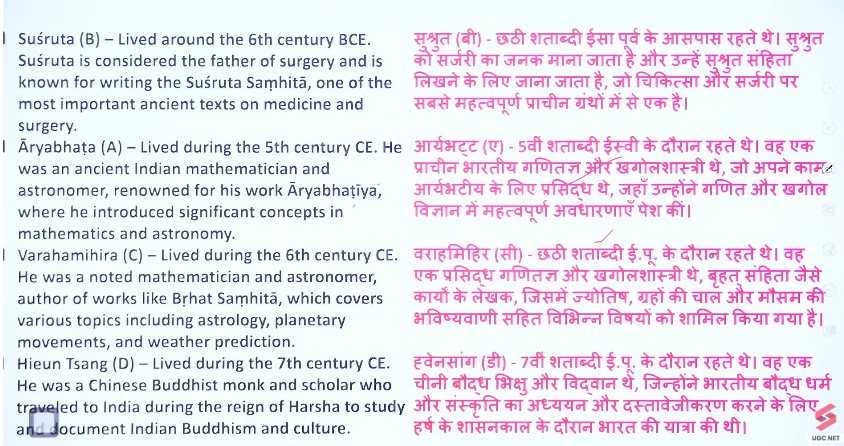 Suśruta (B) – Lived around the 6th century BCE.
Suśruta is considered the father of surgery and is
known for writing the Suśruta Saṃhitā, one of the
most important ancient texts on medicine and
surgery.
Āryabhaṭa (A) – Lived during the 5th century CE. He
was an ancient Indian mathematician and
astronomer, renowned for his work Āryabhaṭīya,
where he introduced significant concepts in
mathematics and astronomy.
Varahamihira (C) – Lived during the 6th century CE.
He was a noted mathematician and astronomer,
author of works like Bṛhat Saṃhitā, which covers
various topics including astrology, planetary
movements, and weather prediction.
Hieun Tsang (D) – Lived during the 7th century CE.
He was a Chinese Buddhist monk and scholar who
traveled to India during the reign of Harsha to study
and document Indian Buddhism and culture.
सुश्रुत (बी) - छठी शताब्दी ईसा पूर्व के आसपास रहते थे। सुश्रुत
को सर्जरी का जनक माना जाता है और उन्हें सुश्रुत संहिता
लिखने के लिए जाना जाता है, जो चिकित्सा और सर्जरी पर
सबसे महत्वपूर्ण प्राचीन ग्रंथों में से एक है।
आर्यभट्ट (ए) - 5वीं शताब्दी ईस्वी के दौरान रहते थे। वह एक
प्राचीन भारतीय गणितज्ञ और खगोलशास्त्री थे, जो अपने काम
आर्यभटीय के लिए प्रसिद्ध थे, जहाँ उन्होंने गणित और खगोल
विज्ञान में महत्वपूर्ण अवधारणाएँ पेश कीं।
वराहमिहिर (सी) - छठी शताब्दी ई.पू. के दौरान रहते थे। वह
एक प्रसिद्ध गणितज्ञ और खगोलशास्त्री थे, बृहत संहिता जैसे
कार्यों के लेखक, जिसमें ज्योतिष, ग्रहों की चाल और मौसम की
भविष्यवाणी सहित विभिन्न विषयों को शामिल किया गया है।
ह्वेनसांग (डी) - 7वीं शताब्दी ई.पू. के दौरान रहते थे। वह एक
चीनी बौद्ध भिक्षु और विद्वान थे, जिन्होंने भारतीय बौद्ध धर्म
और संस्कृति का अध्ययन और दस्तावेजीकरण करने के लिए
हर्ष के शासनकाल के दौरान भारत की यात्रा की थी।
UGC NET